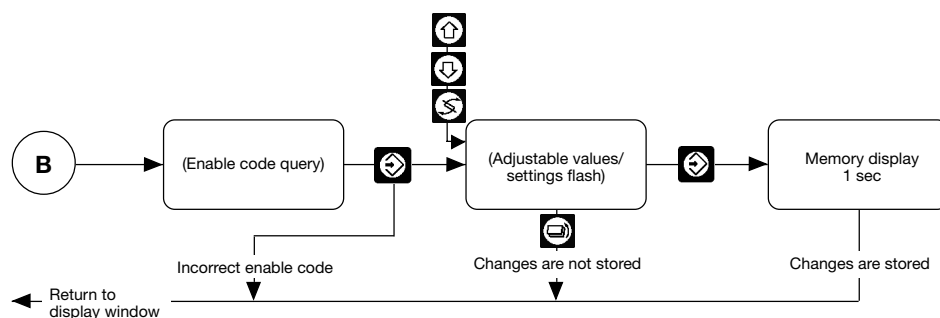 B
(Enable code query)
(Adjustable values/
settings flash)
Memory display
1 sec
Incorrect enable code
Changes are not stored
Changes are stored
Return to
display window